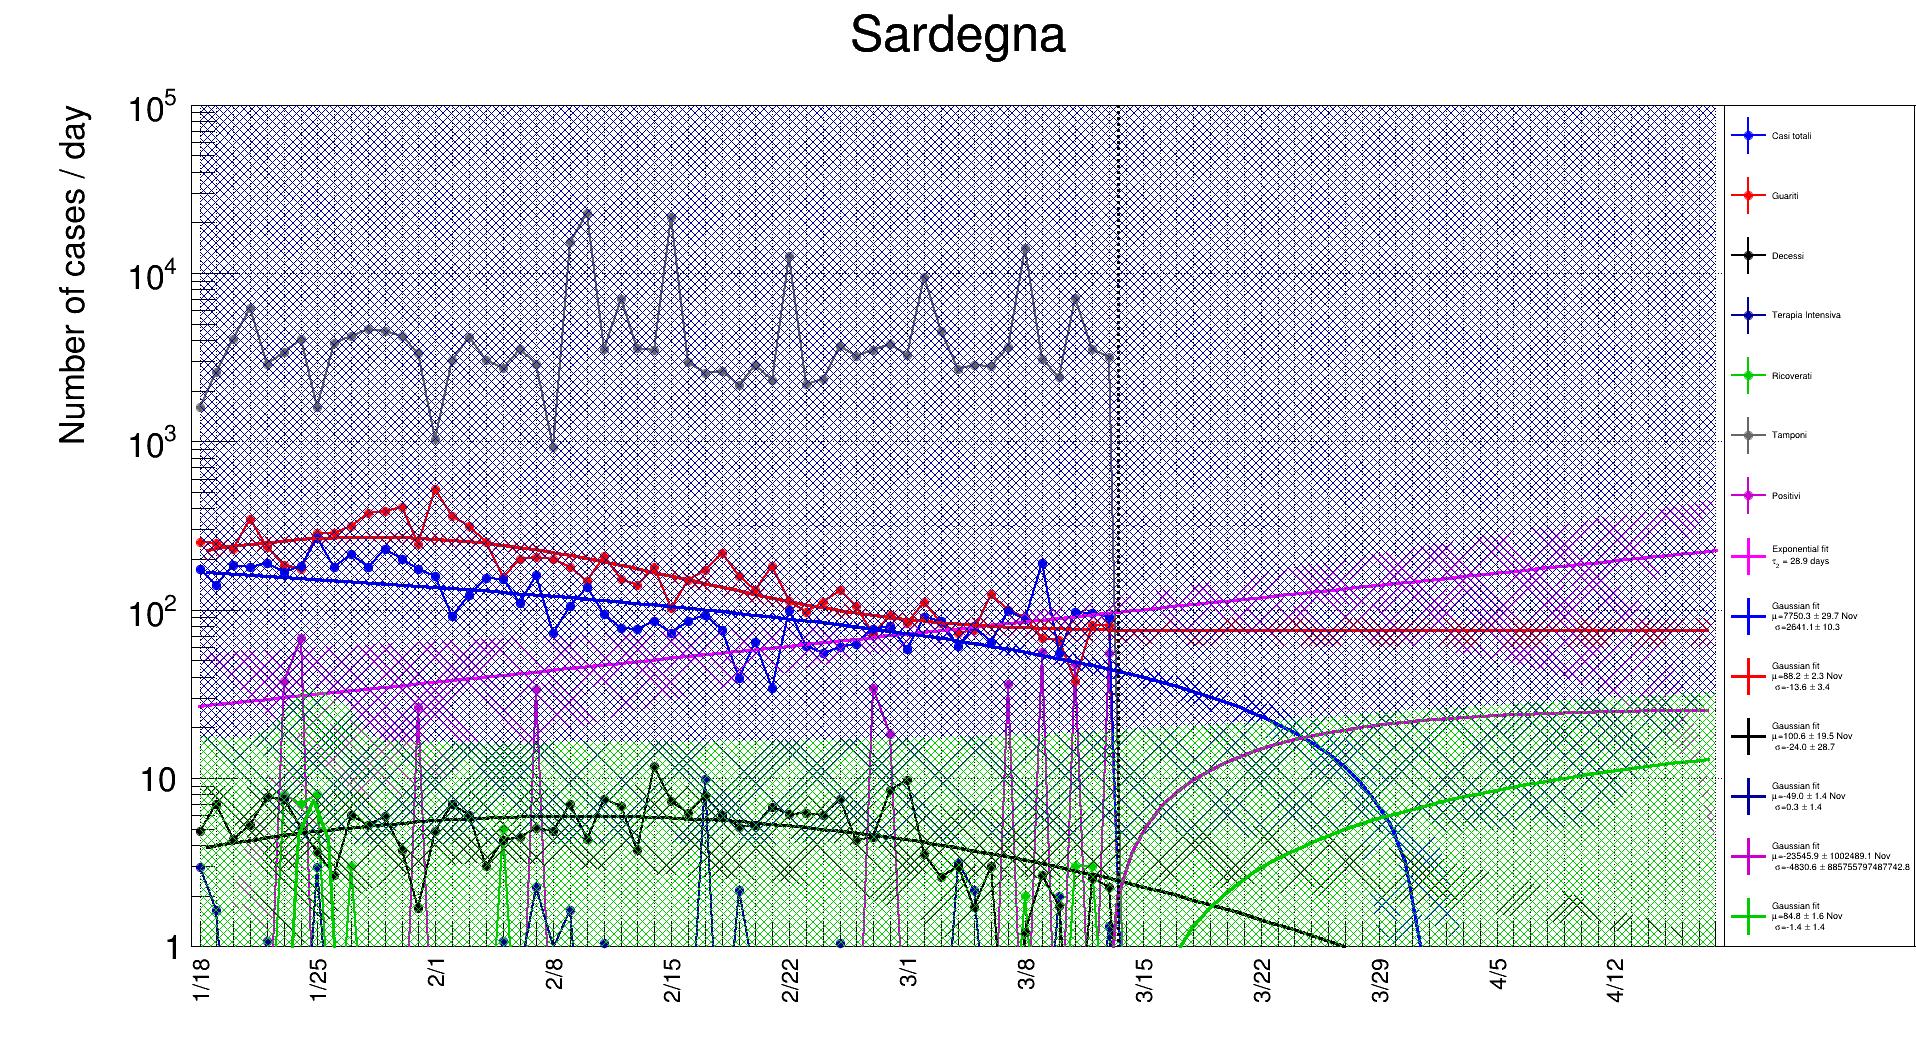 Sardegna
Number of cases / day
10^5
10^4
10^3
10^2
10
1
1/18
1/25
2/1
2/8
2/15
2/22
3/1
3/8
3/15
3/22
3/29
4/5
4/12
Casi totali
Guariti
Decessi
Terapia Intensiva
Ricoverati
Tamponi
Positivi
Exponential fit
τ_2 = 28.9 days
Gaussian fit
μ=7750.3 ± 29.7 Nov
σ=2641.1± 10.3
Gaussian fit
μ=88.2 ± 2.3 Nov
σ=-13.6 ± 3.4
Gaussian fit
μ=100.6 ± 19.5 Nov
σ=-24.0 ± 28.7
Gaussian fit
μ=-49.0 ± 1.4 Nov
σ=0.3 ± 1.4
Gaussian fit
μ=-23545.9 ± 1002489.1 Nov
σ=-4830.6 ± 885755797487742.8
Gaussian fit
μ=84.8 ± 1.6 Nov
σ=-1.4 ± 1.4